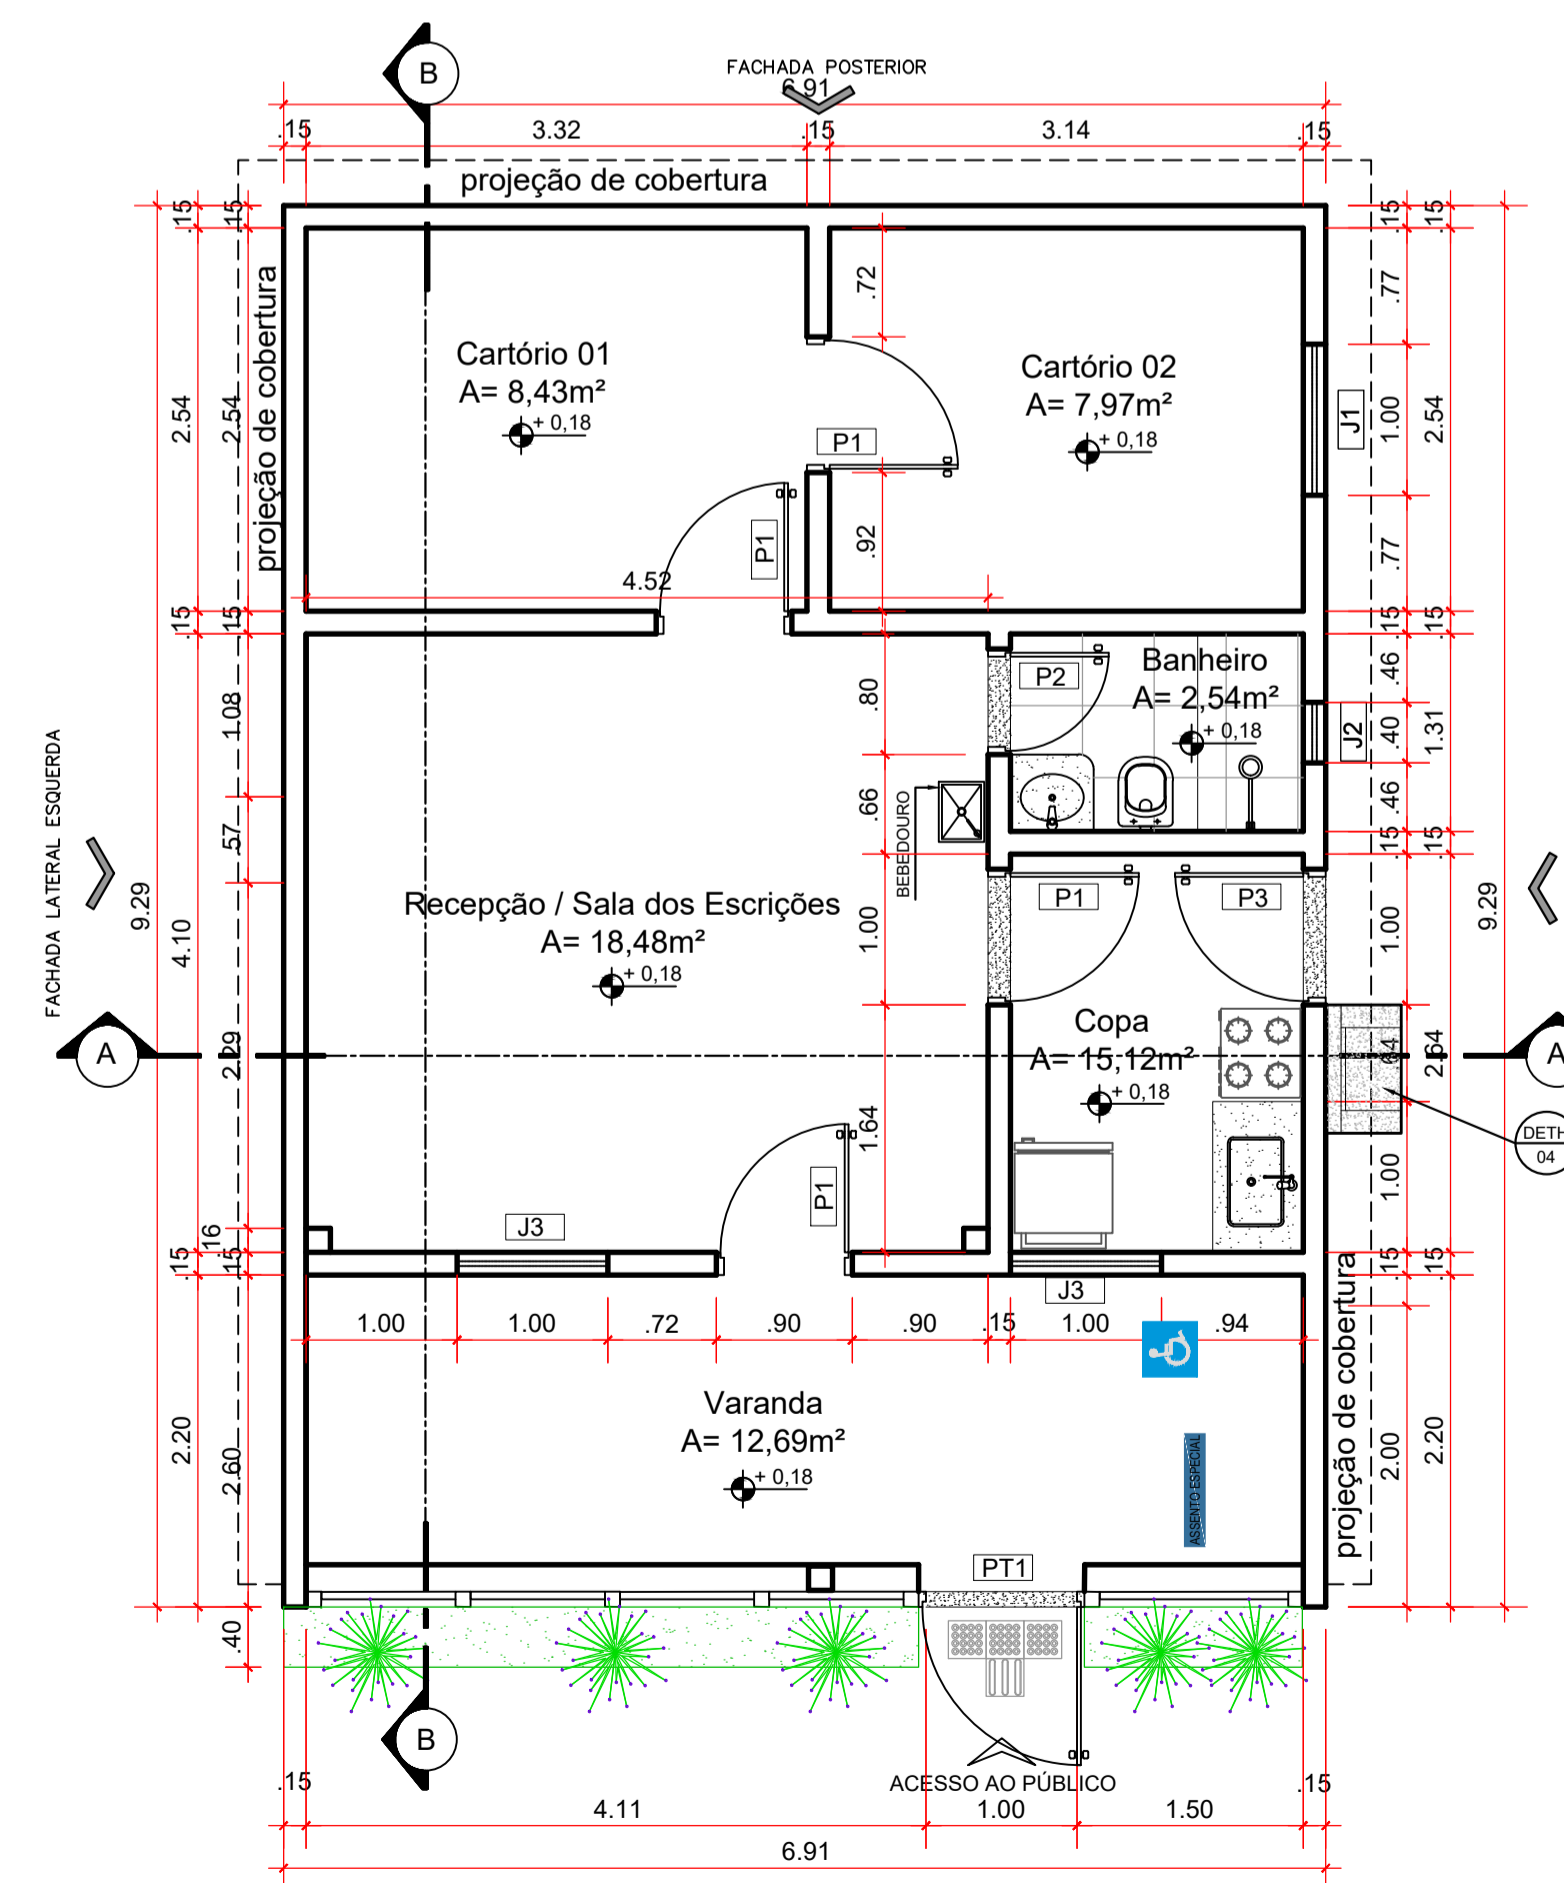 B
FACHADA POSTERIOR
6.91
.15
3.32
.15
3.14
.15
projeção de cobertura
.15
.15
.15
.15
projeção de cobertura
.72
.77
Cartório 01
A= 8,43m²
+ 0,18
Cartório 02
A= 7,97m²
+ 0,18
2.54
2.54
J1
1.00
2.54
P1
P1
.92
.77
4.52
.15
.15
.15
.15
Banheiro
A= 2,54m²
+ 0,18
P2
.46
1.08
.80
J2
.40
1.31
FACHADA LATERAL ESQUERDA
.57
.66
BEBEDOURO
.46
.15
.15
P1
P3
9.29
4.10
Recepção / Sala dos Escrições
A= 18,48m²
+ 0,18
1.00
1.00
9.29
Copa
A= 15,12m²
+ 0,18
A
2.29
.64
2.64
A
1.64
DETH
04
P1
1.00
J3
.16
.15
.15
.15
.15
J3
1.00
1.00
.72
.90
.90
.15
1.00
.94
projeção de cobertura
Varanda
A= 12,69m²
+ 0,18
2.20
2.60
2.00
2.20
ASSENTO ESPECIAL
PT1
.40
B
ACESSO AO PÚBLICO
.15
.15
4.11
1.00
1.50
6.91